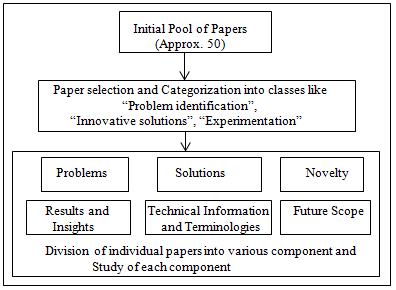 Initial Pool of Papers
(Approx. 50)
Paper selection and Categorization into classes like
“Problem identification”,
“Innovative solutions”, “Experimentation”
Problems
Solutions
Novelty
Results and
Insights
Technical Information
and Terminologies
Future Scope
Division of individual papers into various component and
Study of each component